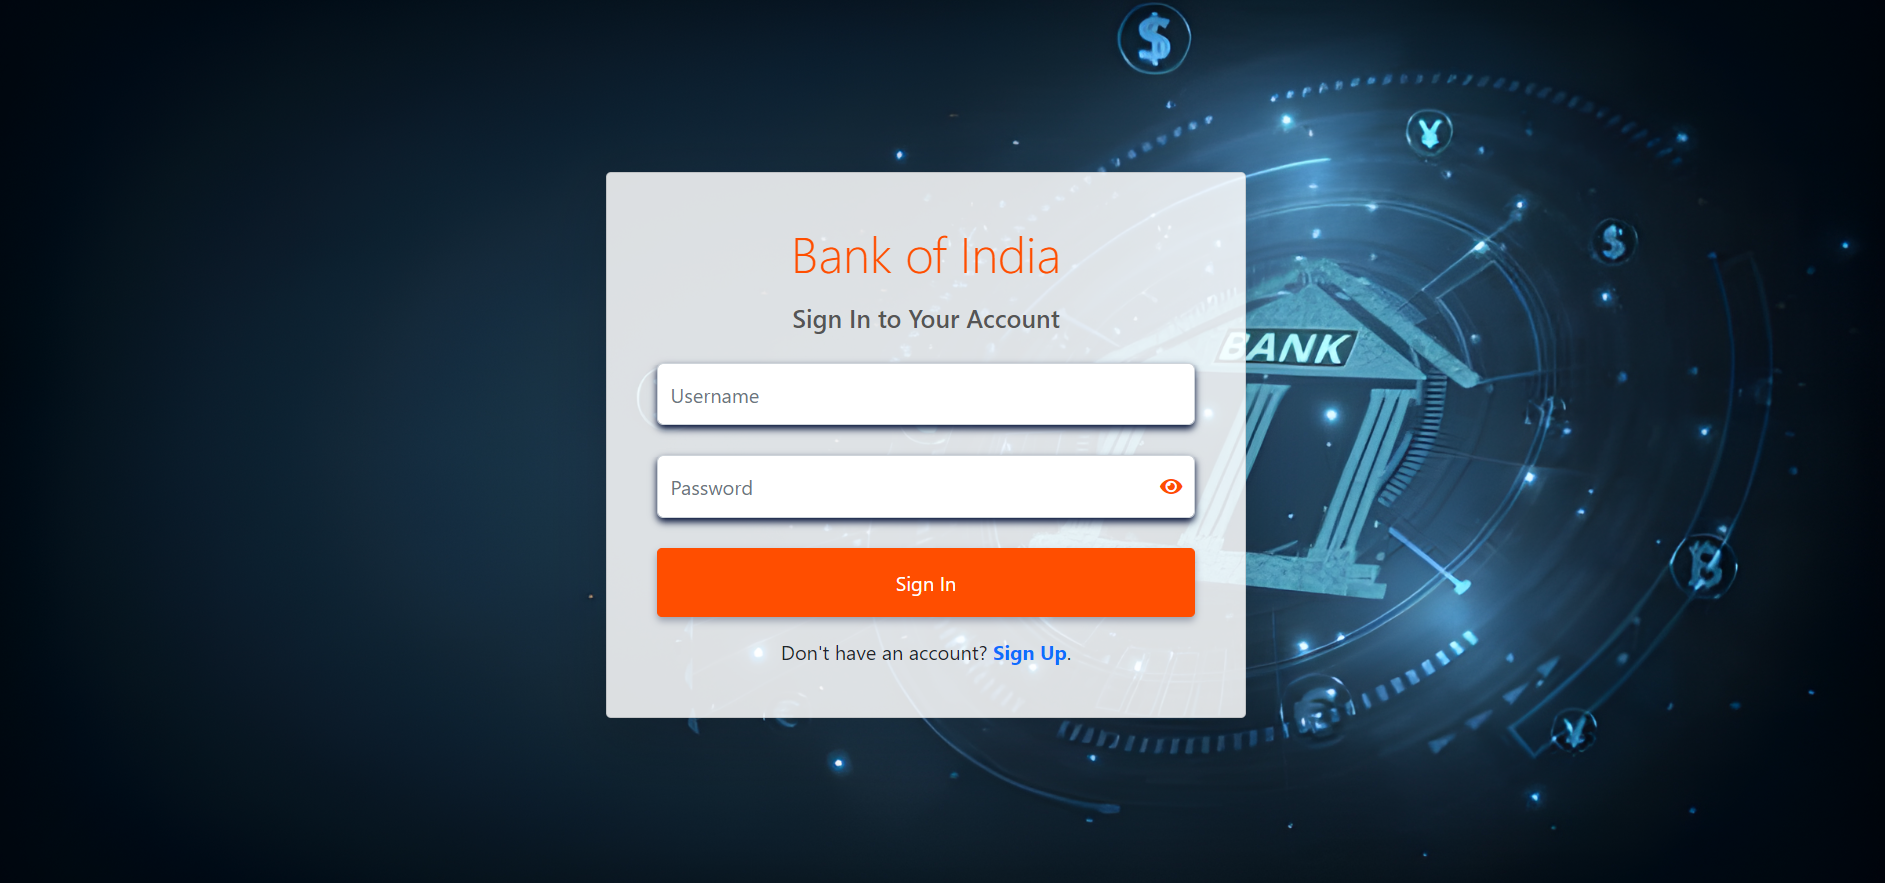 Bank of India
Sign In to Your Account
BANK
Username
Password
Sign In
Don't have an account? Sign Up.